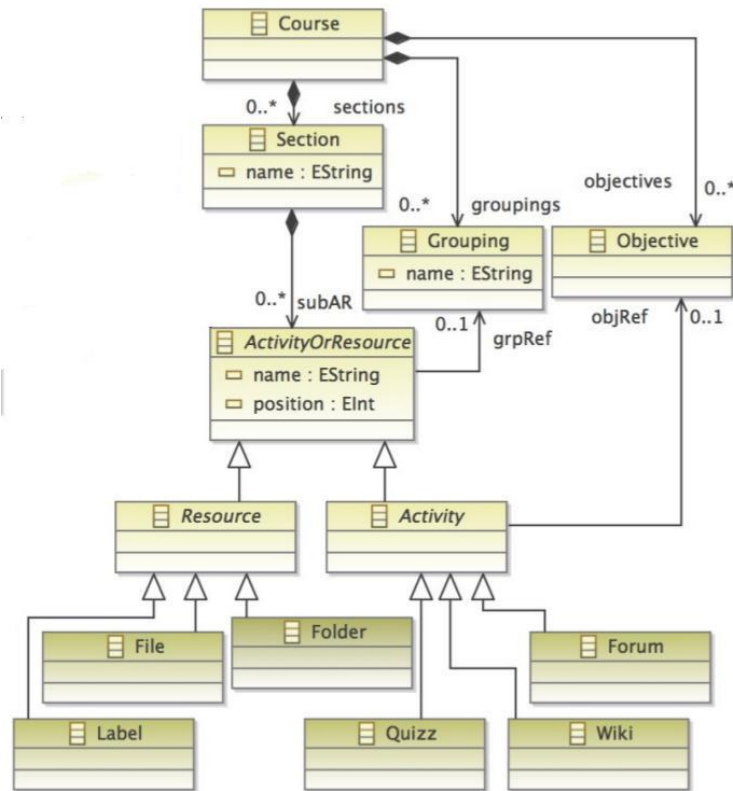 Course
0..* sections
Section
name : EString
objectives
0..* groupings
0..*
Grouping
name : EString
Objective
0..* subAR
0..1 grpRef
objRef 0..1
ActivityOrResource
name : EString
position : EInt
Resource
Activity
File
Folder
Forum
Label
Quizz
Wiki